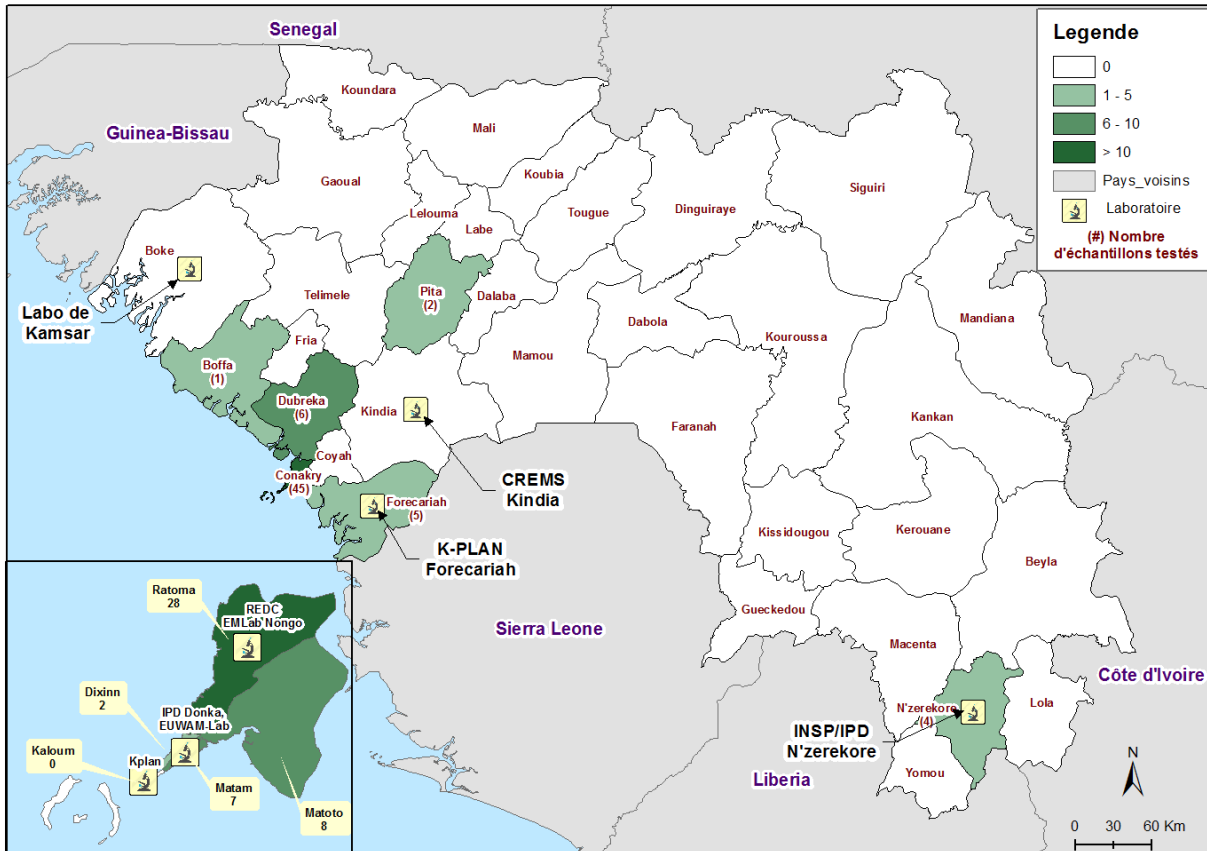 Senegal
Guinea-Bissau
Koundara
Mali
Gaoual
Koubia
Lelouma
Labe
Tougue
Dinguiraye
Siguiri
Boke
Labo de
Kamsar
Telimele
Pita
(2)
Dalaba
Fria
Boffa
(1)
Dubreka
(6)
Kindia
Mamou
Dabola
Kouroussa
Mandiana
Coyah
Conakry
(45)
Forecariah
(5)
CREMS
Kindia
K-PLAN
Forecariah
Faranah
Kankan
Kissidougou
Kerouane
Beyla
Gueckedou
Macenta
Sierra Leone
N'zerekore
(4)
Lola
Côte d'Ivoire
INSP/IPD
N'zerekore
Yomou
Liberia
Legende
0
1 - 5
6 - 10
> 10
Pays_voisins
Laboratoire
(#) Nombre
d'échantillons testés
Ratoma
28
REDC
EMLab Nongo
Dixinn
2
IPD Donka,
EUWAM-Lab
Kaloum
0
Kplan
Matam
7
Matoto
8
N
0 30 60 Km